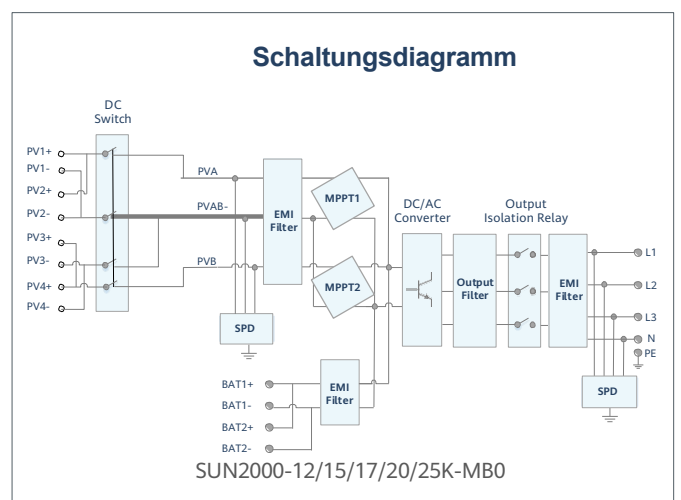 Schaltungsdiagramm
DC
Switch
PV1+
PV1-
PV2+
PV2-
PV3+
PV3-
PV4+
PV4-
PVA
PVAB-
PVB
EMI
Filter
MPPT1
MPPT2
SPD
DC/AC
Converter
Output
Filter
Output
Isolation Relay
EMI
Filter
L1
L2
L3
N
PE
SPD
BAT1+
BAT1-
BAT2+
BAT2-
EMI
Filter
SUN2000-12/15/17/20/25K-MB0